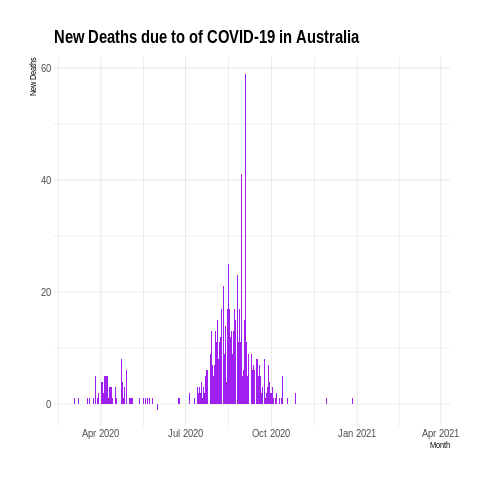 New Deaths due to of COVID-19 in Australia
New Deaths
60
40
20
0
Apr 2020 Jul 2020 Oct 2020 Jan 2021 Apr 2021
Month